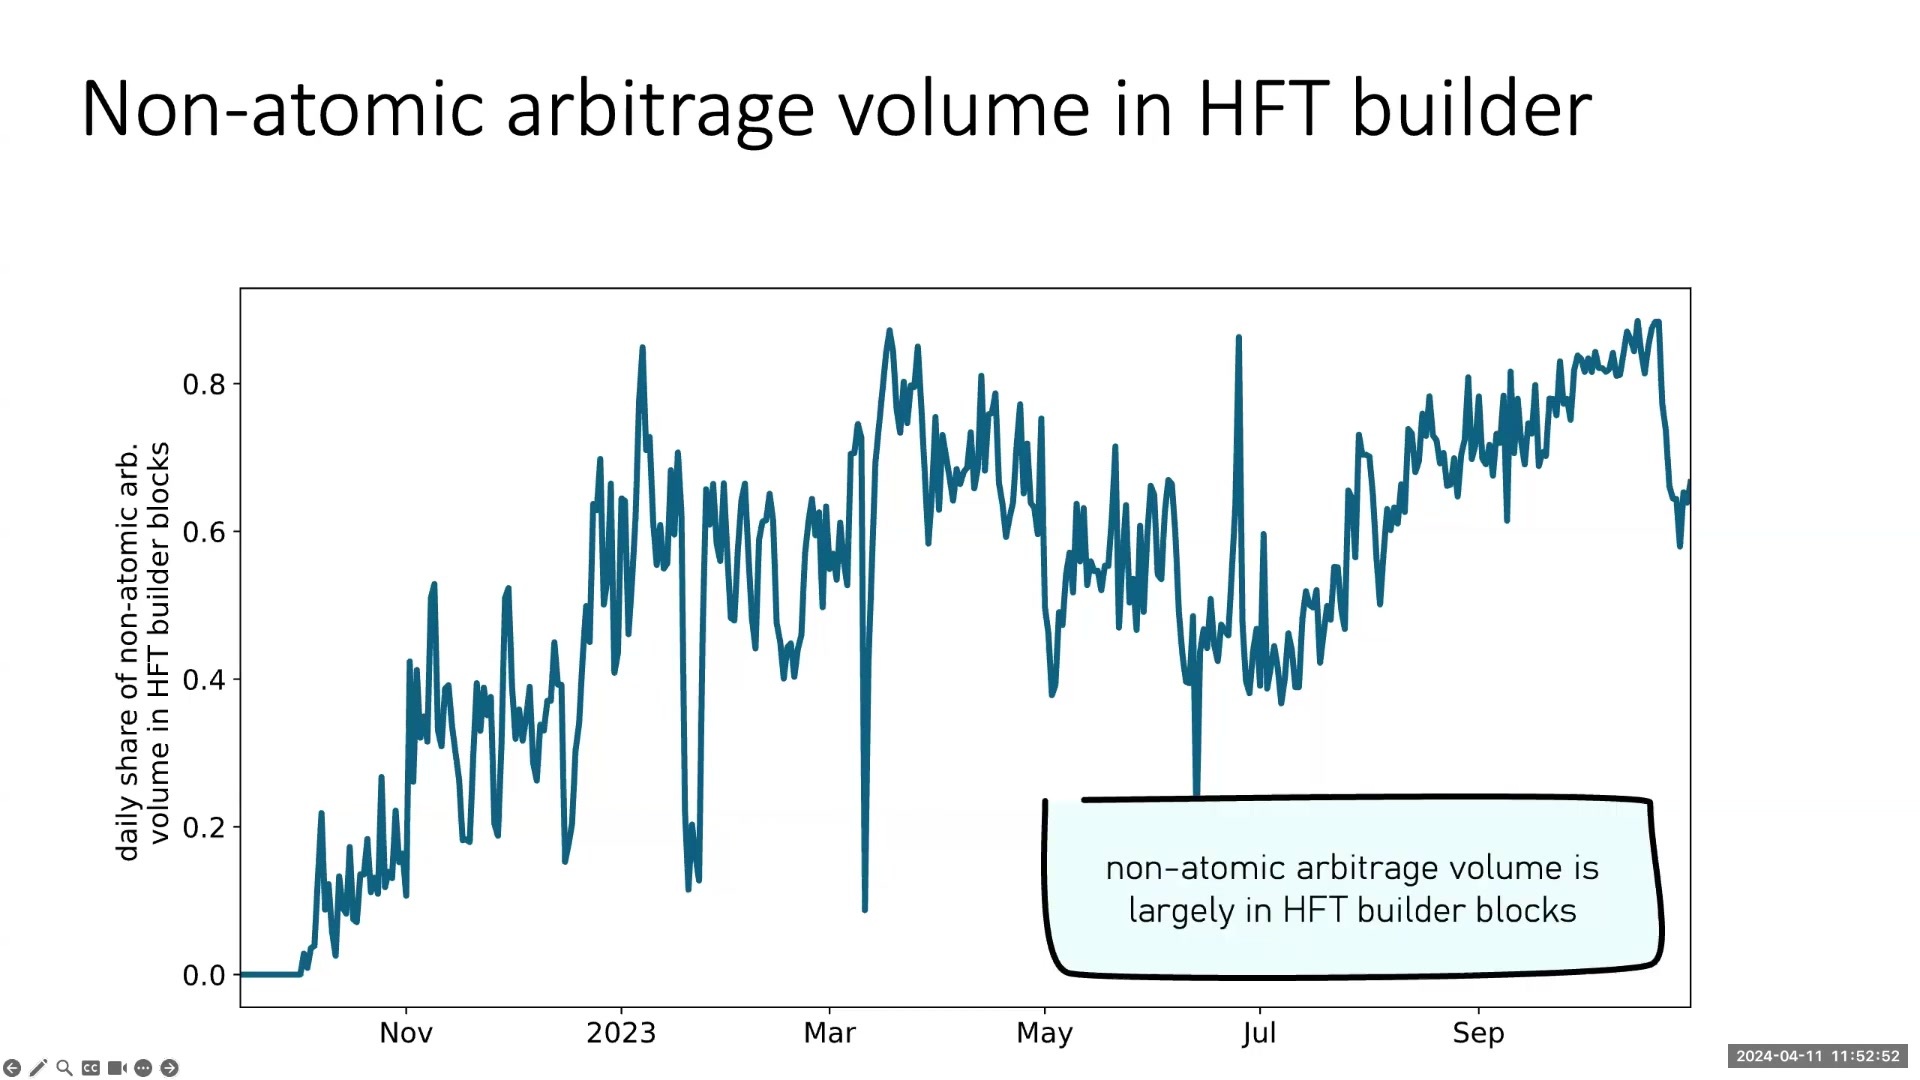 Non-atomic arbitrage volume in HFT builder
daily share of non-atomic arb.
volume in HFT builder blocks
0.8
0.6
0.4
0.2
0.0
non-atomic arbitrage volume is
largely in HFT builder blocks
Nov
2023
Mar
May
Jul
Sep
CC
2024-04-11 11:52:52